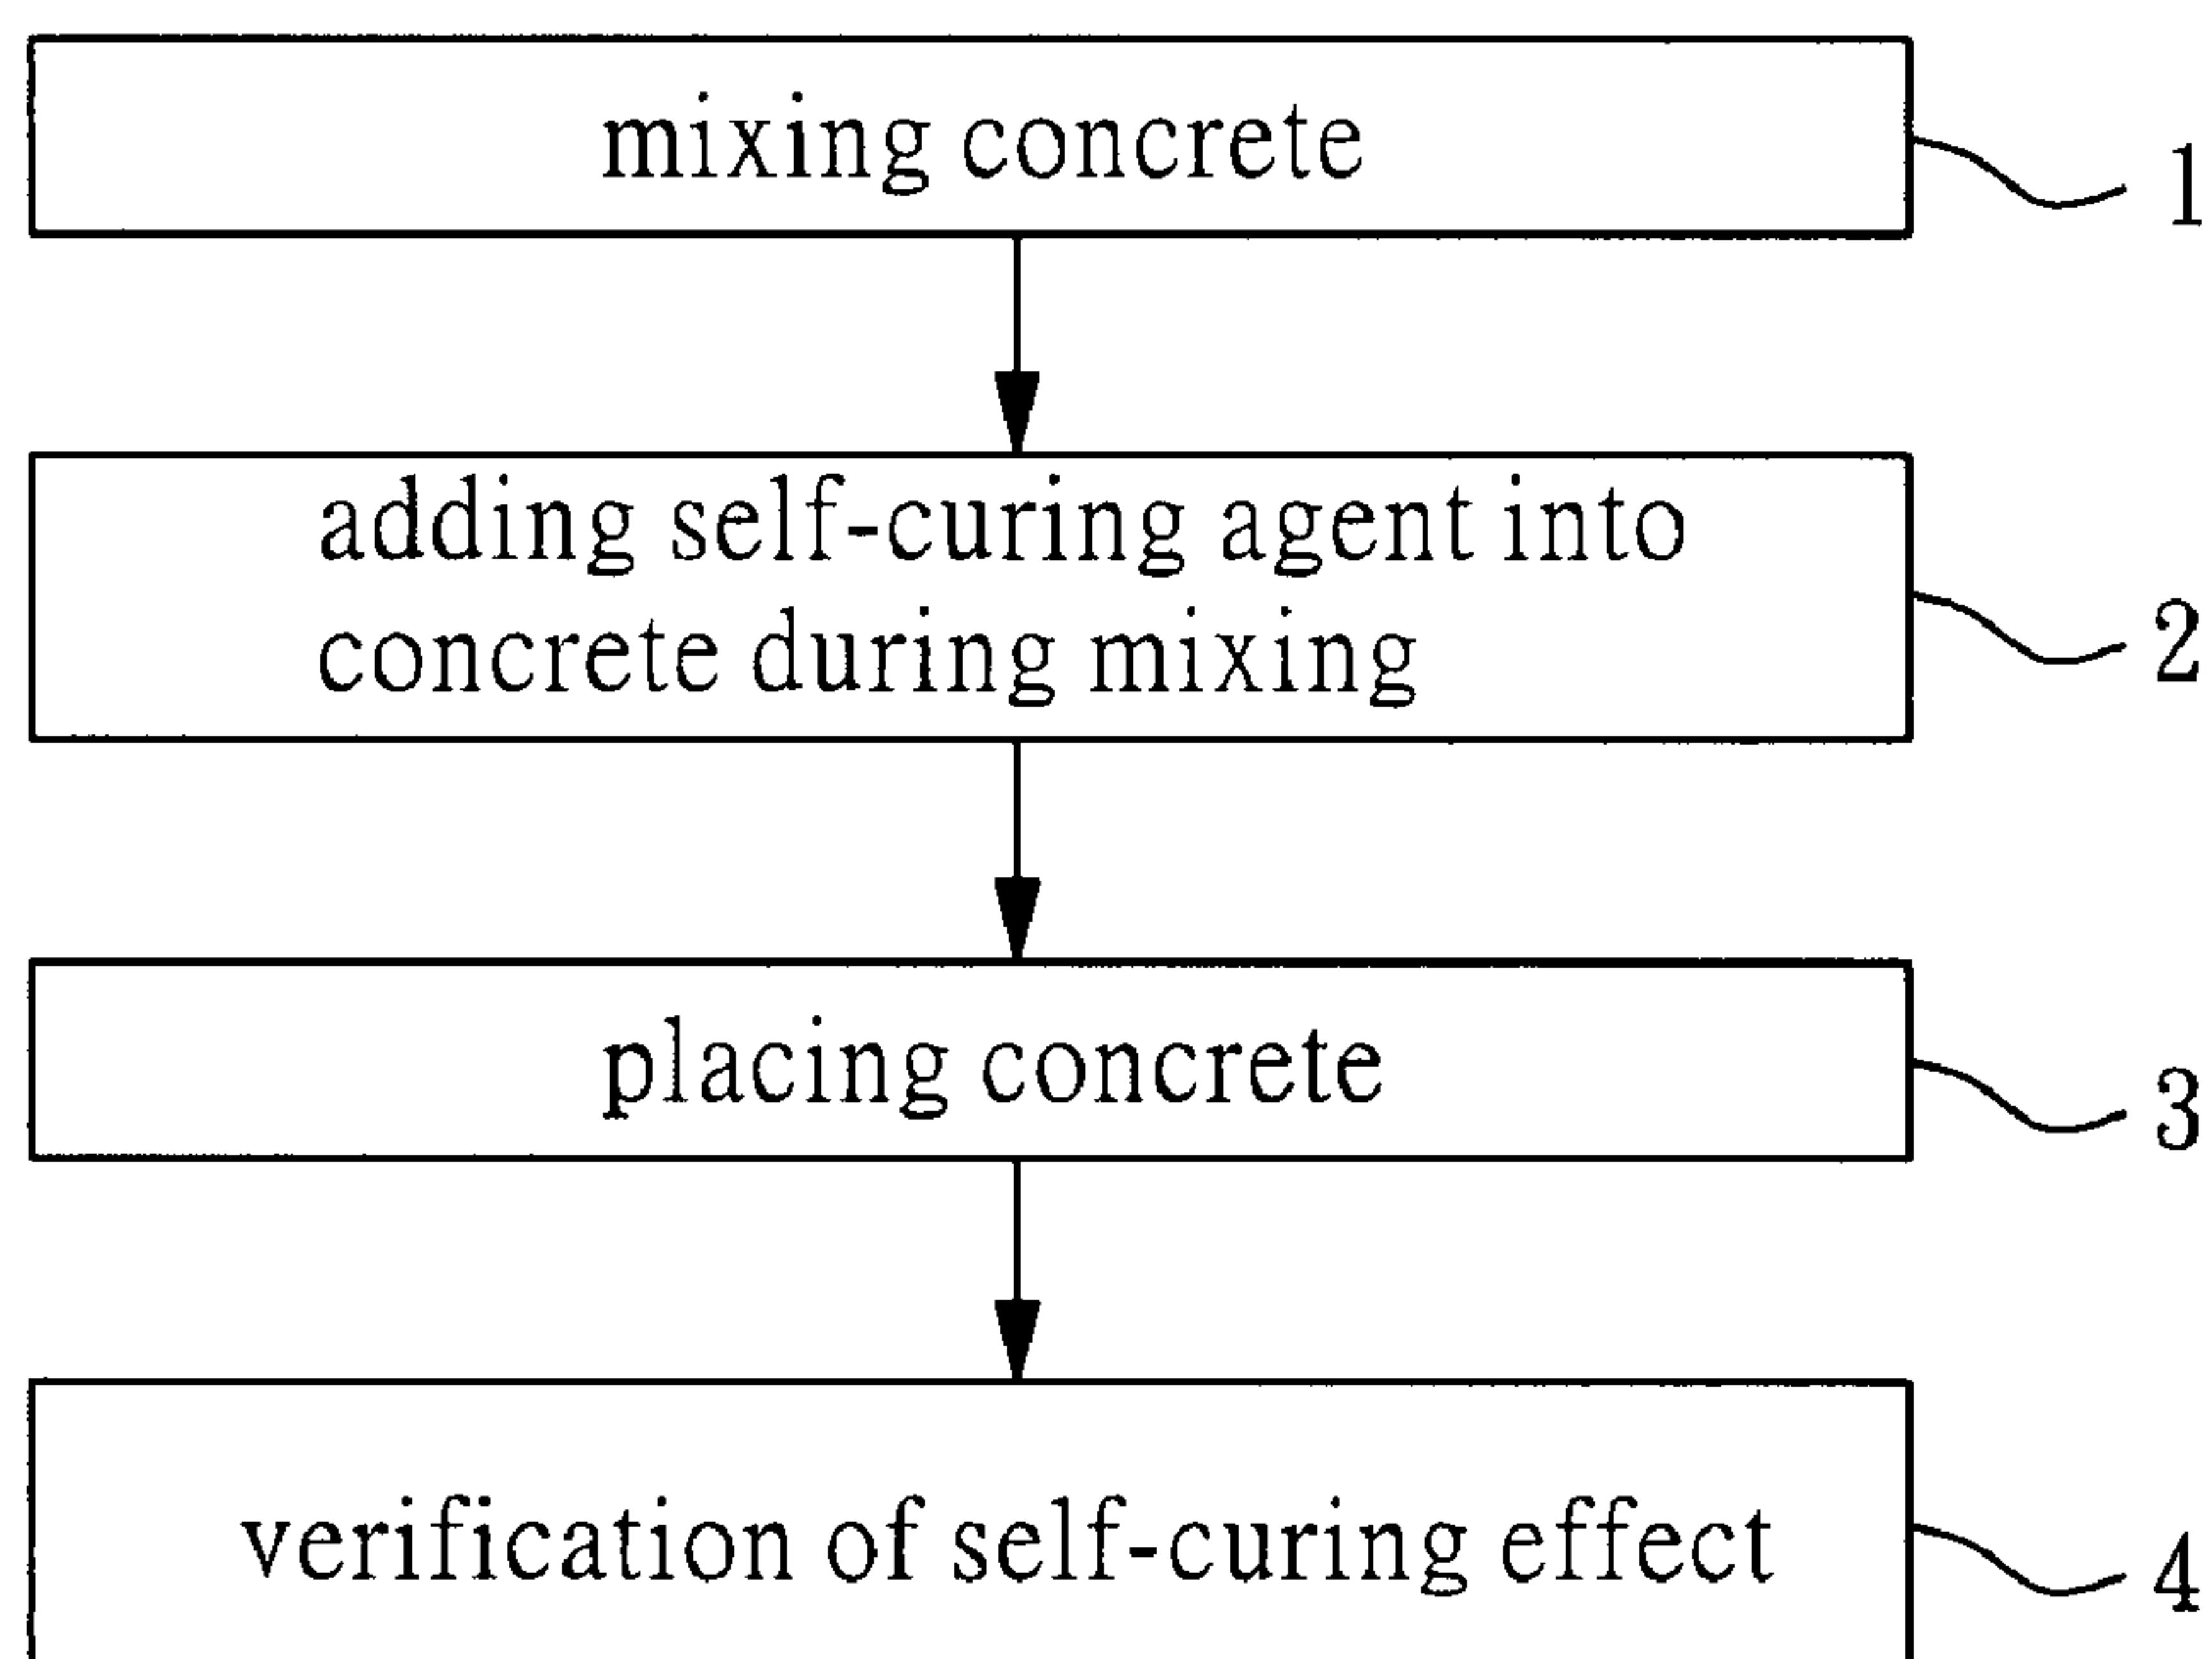 mixing concrete
1
adding self-curing agent into
concrete during mixing
2
placing concrete
3
verification of self-curing effect
4